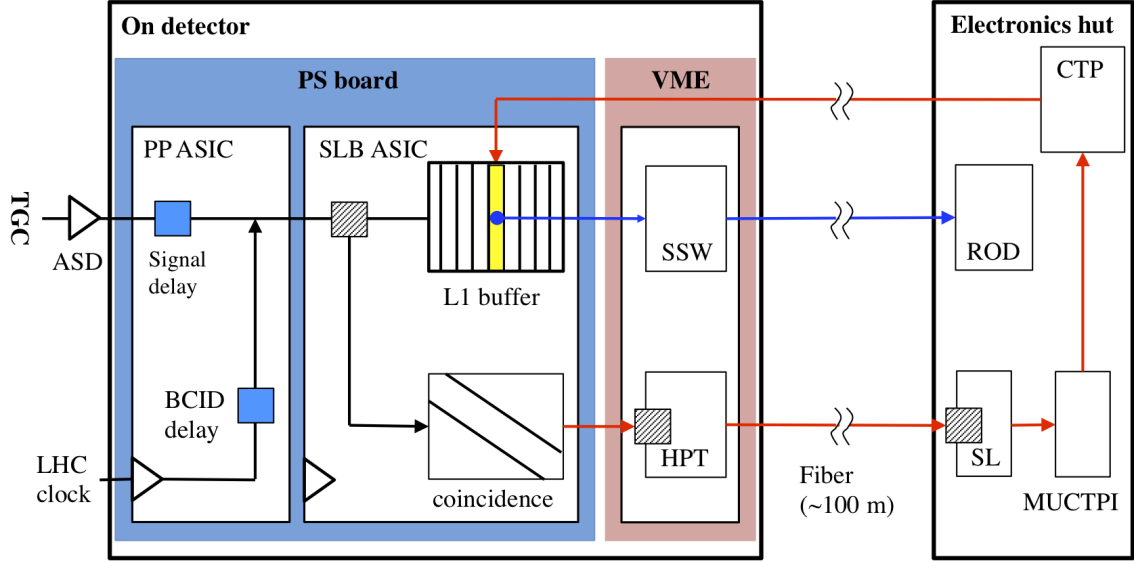 On detector
Electronics hut
PS board
VME
CTP
PP ASIC
SLB ASIC
TGC
ASD
Signal
delay
L1 buffer
SSW
ROD
BCID
delay
LHC
clock
coincidence
HPT
Fiber
(~100 m)
SL
MUCTPI